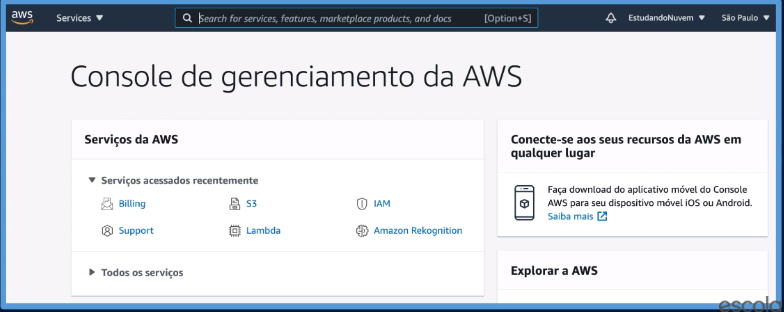 aws
Services
Search for services, features, marketplace products, and docs
[Option+S]
EstudandoNuvem
São Paulo
Console de gerenciamento da AWS
Serviços da AWS
Serviços acessados recentemente
Billing
S3
IAM
Support
Lambda
Amazon Rekognition
Todos os serviços
Conecte-se aos seus recursos da AWS em
qualquer lugar
Faça download do aplicativo móvel do Console
AWS para seu dispositivo móvel iOS ou Android.
Saiba mais
Explorar a AWS
escola